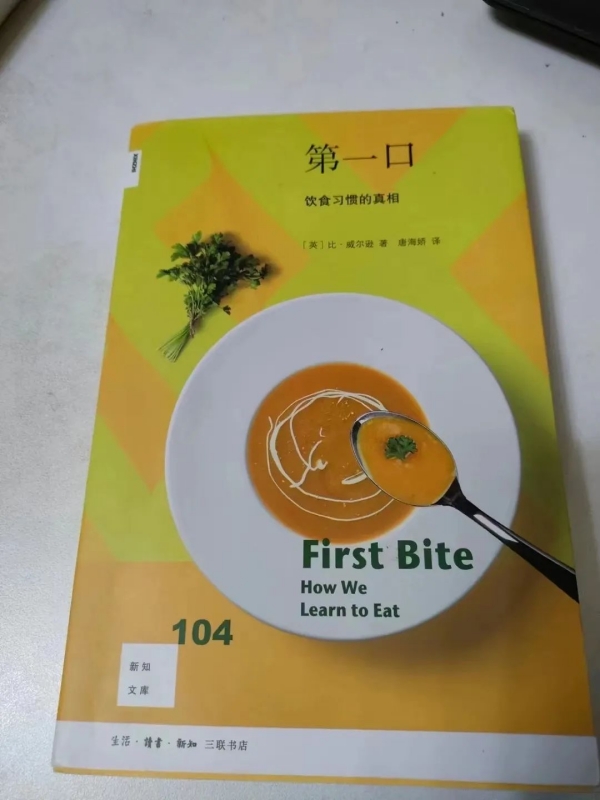 XINZHI
第一口
饮食习惯的真相
［英］比·威尔逊 著 唐海娇 译
First Bite
How We
Learn to Eat
104
新知
文库
生活·讀書·新知 三联书店